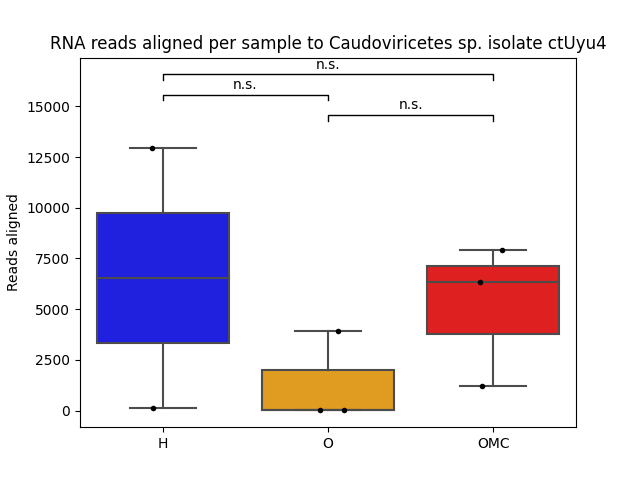 RNA reads aligned per sample to Caudoviricetes sp. isolate ctUyu4
n.s.
n.s.
n.s.
15000
12500
10000
7500
5000
2500
0
Reads aligned
H
O
OMC